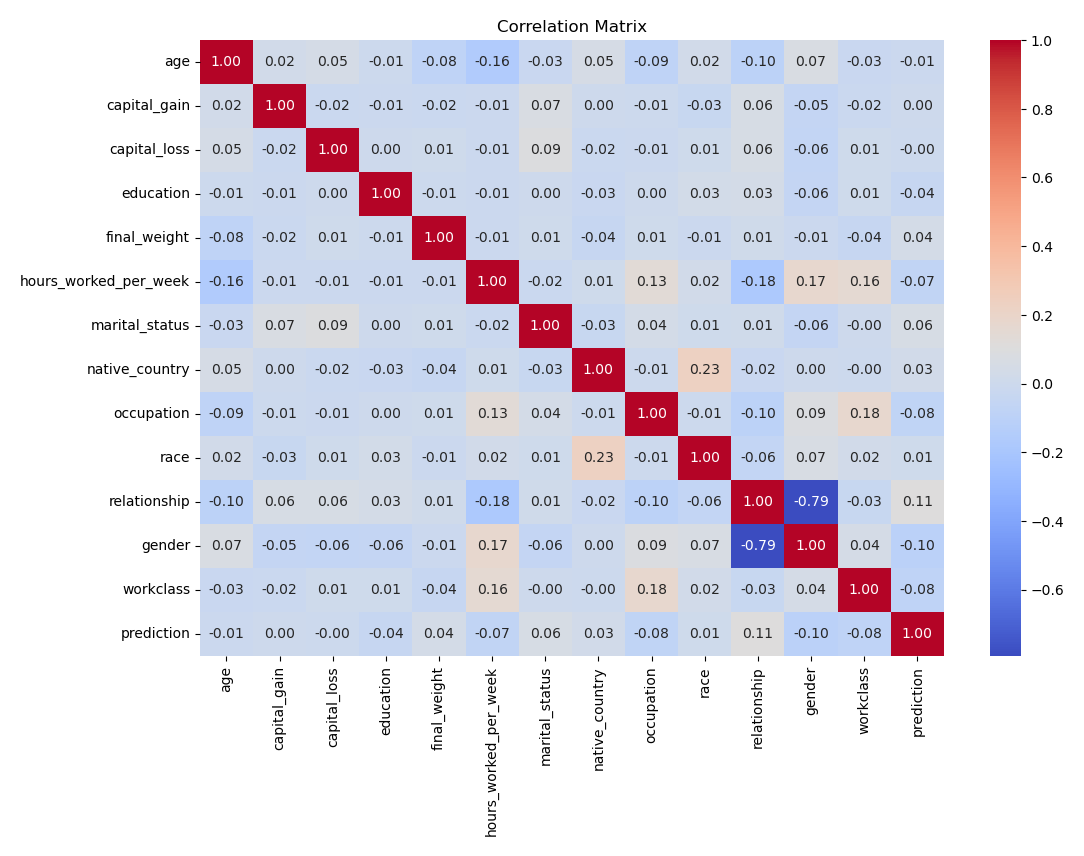 Correlation Matrix
age 1.00 0.02 0.05 -0.01 -0.08 -0.16 -0.03 0.05 -0.09 0.02 -0.10 0.07 -0.03 -0.01
capital_gain 0.02 1.00 -0.02 -0.01 -0.02 -0.01 0.07 0.00 -0.01 -0.03 0.06 -0.05 -0.02 0.00
capital_loss 0.05 -0.02 1.00 0.00 0.01 -0.01 0.09 -0.02 -0.01 0.01 0.06 -0.06 0.01 -0.00
education -0.01 -0.01 0.00 1.00 -0.01 -0.01 0.00 -0.03 0.00 0.03 0.03 -0.06 0.01 -0.04
final_weight -0.08 -0.02 0.01 -0.01 1.00 -0.01 0.01 -0.04 0.01 -0.01 0.01 -0.01 -0.04 0.04
hours_worked_per_week -0.16 -0.01 -0.01 -0.01 -0.01 1.00 -0.02 0.01 0.13 0.02 -0.18 0.17 0.16 -0.07
marital_status -0.03 0.07 0.09 0.00 0.01 -0.02 1.00 -0.03 0.04 0.01 0.01 -0.06 -0.00 0.06
native_country 0.05 0.00 -0.02 -0.03 -0.04 0.01 -0.03 1.00 -0.01 0.23 -0.02 0.00 -0.00 0.03
occupation -0.09 -0.01 -0.01 0.00 0.01 0.13 0.04 -0.01 1.00 -0.01 -0.10 0.09 0.18 -0.08
race 0.02 -0.03 0.01 0.03 -0.01 0.02 0.01 0.23 -0.01 1.00 -0.06 0.07 0.02 0.01
relationship -0.10 0.06 0.06 0.03 0.01 -0.18 0.01 -0.02 -0.10 -0.06 1.00 -0.79 -0.03 0.11
gender 0.07 -0.05 -0.06 -0.06 -0.01 0.17 -0.06 0.00 0.09 0.07 -0.79 1.00 0.04 -0.10
workclass -0.03 -0.02 0.01 0.01 -0.04 0.16 -0.00 -0.00 0.18 0.02 -0.03 0.04 1.00 -0.08
prediction -0.01 0.00 -0.00 -0.04 0.04 -0.07 0.06 0.03 -0.08 0.01 0.11 -0.10 -0.08 1.00
age
capital_gain
capital_loss
education
final_weight
hours_worked_per_week
marital_status
native_country
occupation
race
relationship
gender
workclass
prediction
1.0
0.8
0.6
0.4
0.2
0.0
−0.2
−0.4
−0.6